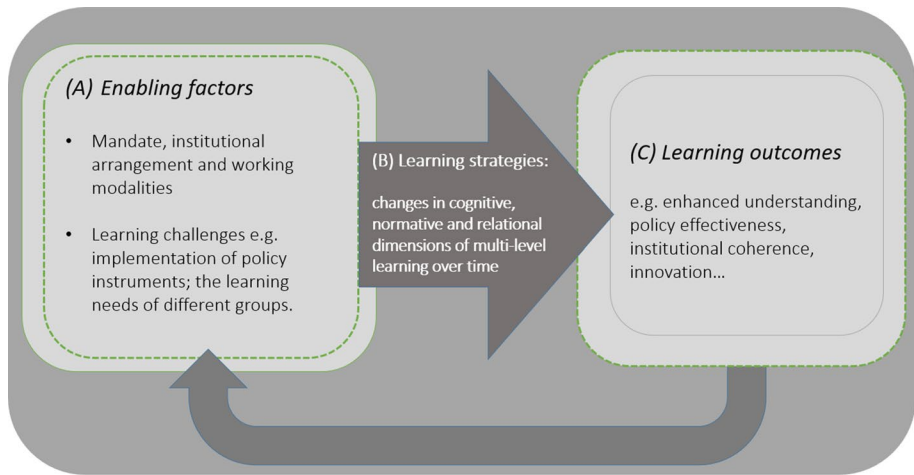 (A) Enabling factors
• Mandate, institutional
arrangement and working
modalities
• Learning challenges e.g.
implementation of policy
instruments; the learning
needs of different groups.
(B) Learning strategies:
changes in cognitive,
normative and relational
dimensions of multi-level
learning over time
(C) Learning outcomes
e.g. enhanced understanding,
policy effectiveness,
institutional coherence,
innovation...